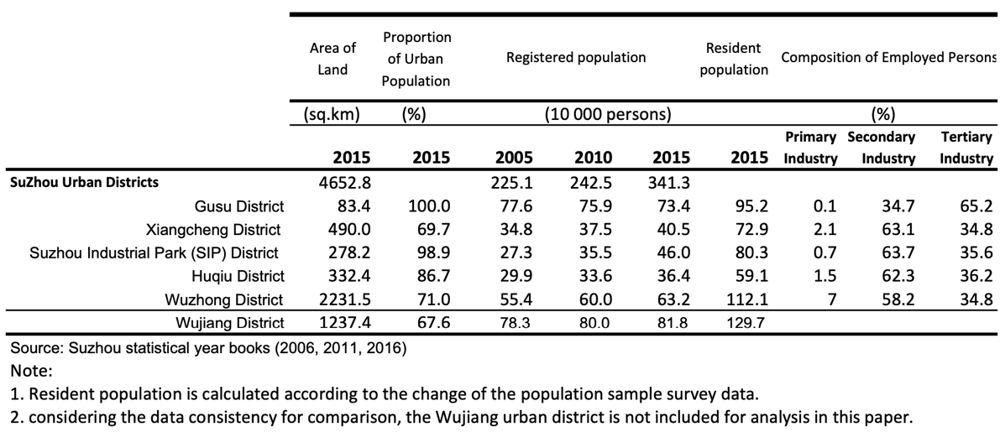 Area of Land Proportion of Urban Population Registered population Resident population Composition of Employed Persons
(sq.km) (%) (10 000 persons) (%)
2015 2015 2005 2010 2015 2015 Primary Industry Secondary Industry Tertiary Industry
SuZhou Urban Districts 4652.8 225.1 242.5 341.3
Gusu District 83.4 100.0 77.6 75.9 73.4 95.2 0.1 34.7 65.2
Xiangcheng District 490.0 69.7 34.8 37.5 40.5 72.9 2.1 63.1 34.8
Suzhou Industrial Park (SIP) District 278.2 98.9 27.3 35.5 46.0 80.3 0.7 63.7 35.6
Huqiu District 332.4 86.7 29.9 33.6 36.4 59.1 1.5 62.3 36.2
Wuzhong District 2231.5 71.0 55.4 60.0 63.2 112.1 7 58.2 34.8
Wujiang District 1237.4 67.6 78.3 80.0 81.8 129.7
Source: Suzhou statistical year books (2006, 2011, 2016)
Note:
1. Resident population is calculated according to the change of the population sample survey data.
2. considering the data consistency for comparison, the Wujiang urban district is not included for analysis in this paper.